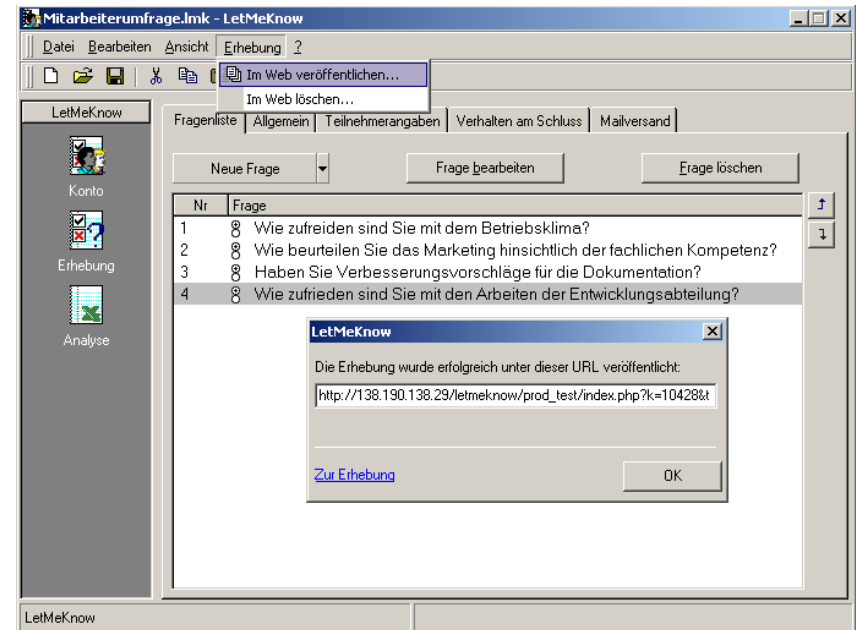 Mitarbeiterumfrage.lmk - LetMeKnow
Datei Bearbeiten Ansicht Erhebung ?
Im Web veröffentlichen...
Im Web löschen...
LetMeKnow
Konto
Erhebung
Analyse
Fragenliste Allgemein Teilnehmerangaben Verhalten am Schluss Mailversand
Neue Frage Frage bearbeiten Frage löschen
Nr Frage
1 Wie zufreiden sind Sie mit dem Betriebsklima?
2 Wie beurteilen Sie das Marketing hinsichtlich der fachlichen Kompetenz?
3 Haben Sie Verbesserungsvorschläge für die Dokumentation?
4 Wie zufrieden sind Sie mit den Arbeiten der Entwicklungsabteilung?
LetMeKnow
Die Erhebung wurde erfolgreich unter dieser URL veröffentlicht:
http://138.190.138.29/letmeknow/prod_test/index.php?k=10428&t
Zur Erhebung OK
LetMeKnow